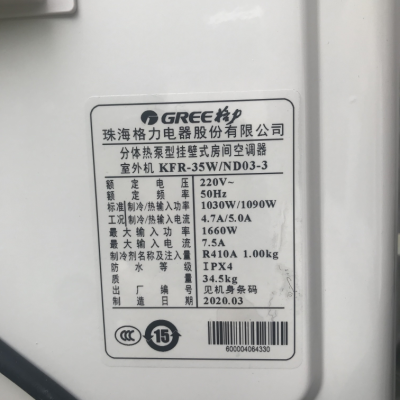 GREE 格力
珠海格力电器股份有限公司
分体热泵型挂壁式房间空调器
室外机 KFR-35W/ND03-3
额定电压 220V~
额定频率 50Hz
标准 制冷/热输入功率 1030W/1090W
工况 制冷/热输入电流 4.7A/5.0A
最大输入功率 1660W
最大输入电流 7.5A
制冷剂名称及注入量 R410A 1.00kg
防水等级 IPX4
质量 34.5kg
出厂编号 见机身条码
制造日期 2020.03
CCC 15
600004064330